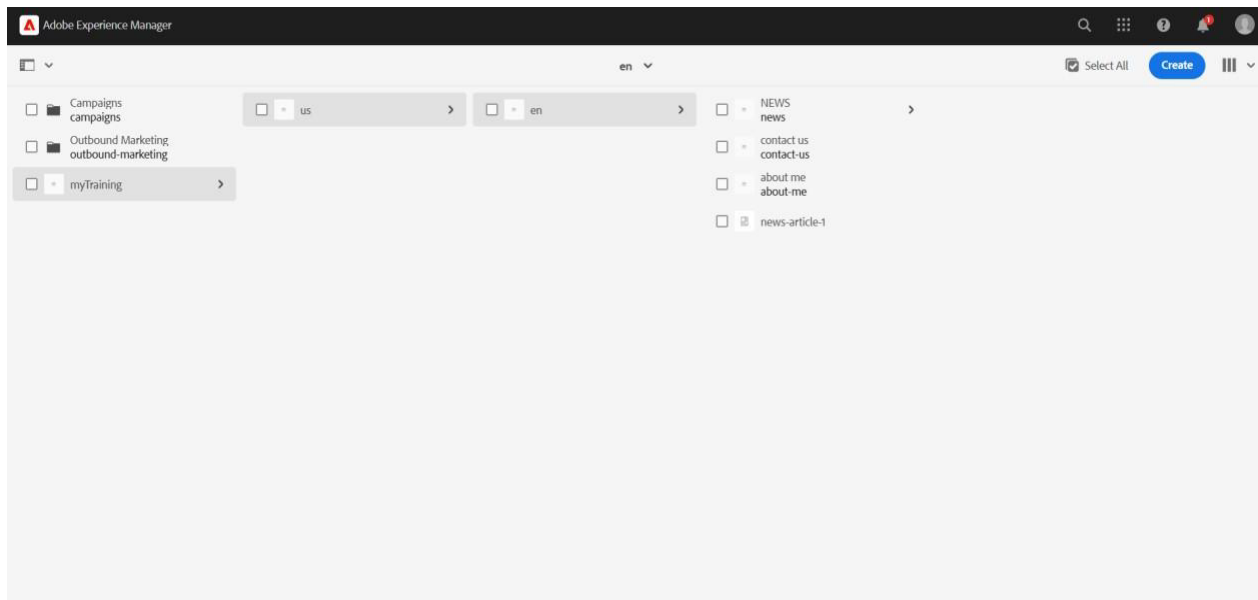 Adobe Experience Manager
1
en
Select All
Create
Campaigns
campaigns
Outbound Marketing
outbound-marketing
myTraining
us
en
NEWS
news
contact us
contact-us
about me
about-me
news-article-1